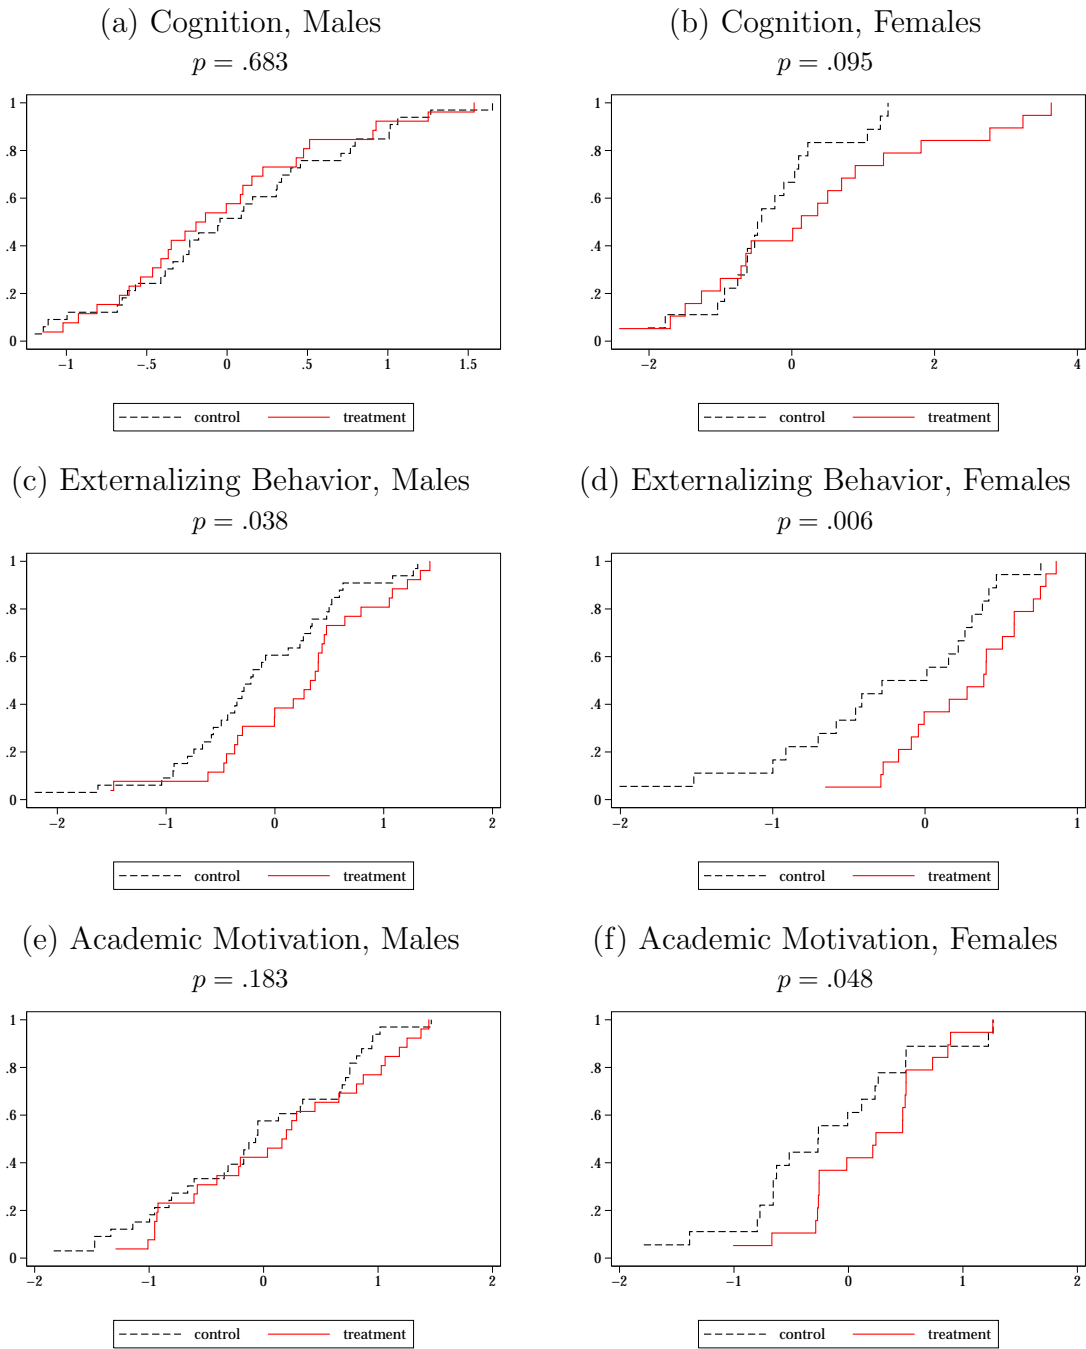 (a) Cognition, Males
p = .683
1
.8
.6
.4
.2
0
−1 −.5 0 .5 1 1.5
control treatment
(b) Cognition, Females
p = .095
1
.8
.6
.4
.2
0
−2 0 2 4
control treatment
(c) Externalizing Behavior, Males
p = .038
1
.8
.6
.4
.2
0
−2 −1 0 1 2
control treatment
(d) Externalizing Behavior, Females
p = .006
1
.8
.6
.4
.2
0
−2 −1 0 1
control treatment
(e) Academic Motivation, Males
p = .183
1
.8
.6
.4
.2
0
−2 −1 0 1 2
control treatment
(f) Academic Motivation, Females
p = .048
1
.8
.6
.4
.2
0
−2 −1 0 1 2
control treatment